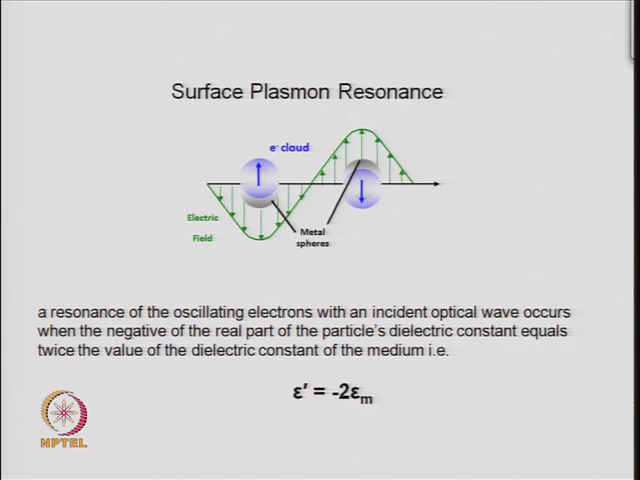 Surface Plasmon Resonance
e- cloud
Electric
Field
Metal
spheres
a resonance of the oscillating electrons with an incident optical wave occurs
when the negative of the real part of the particle's dielectric constant equals
twice the value of the dielectric constant of the medium i.e.
ε′ = -2εm
NPTEL